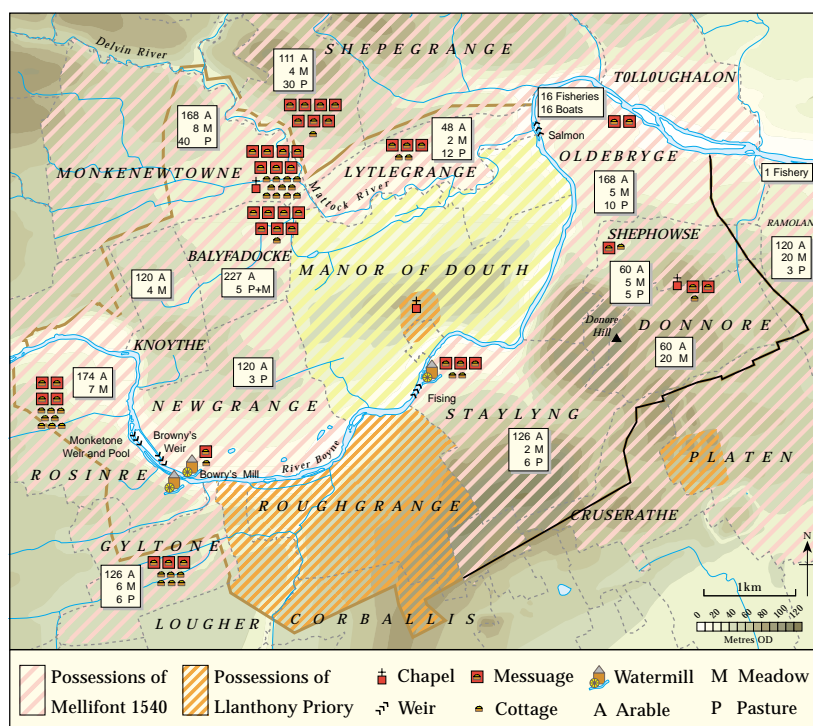 Delvin River
SHEPEGRANGE
TOLLOUGHALON
111 A
4 M
30 P
168 A
8 M
40 P
16 Fisheries
16 Boats
48 A
2 M
12 P
Salmon
MONKENEWTOWNE
LYTLEGRANGE
Mattock River
OLDEBRYGE
1 Fishery
168 A
5 M
10 P
RAMOLAN
SHEPHOWSE
120 A
20 M
3 P
BALYFADOCKE
MANOR OF DOUTH
120 A
4 M
227 A
5 P+M
60 A
5 M
5 P
Donore
Hill
DONNORE
KNOYTHE
60 A
20 M
174 A
7 M
120 A
3 P
NEWGRANGE
Fising
STAYLYNG
Monketone
Weir and Pool
Browny's
Weir
126 A
2 M
6 P
River Boyne
PLATEN
ROSINRE
Bowry's Mill
ROUGHGRANGE
CRUSERATHE
GYLTONE
N
126 A
6 M
6 P
1km
LOUGHER
CORBALLIS
0 20 40 60 80 100 120
Metres OD
Possessions of
Mellifont 1540
Possessions of
Llanthony Priory
Chapel
Messuage
Watermill
M Meadow
Weir
Cottage
A Arable
P Pasture